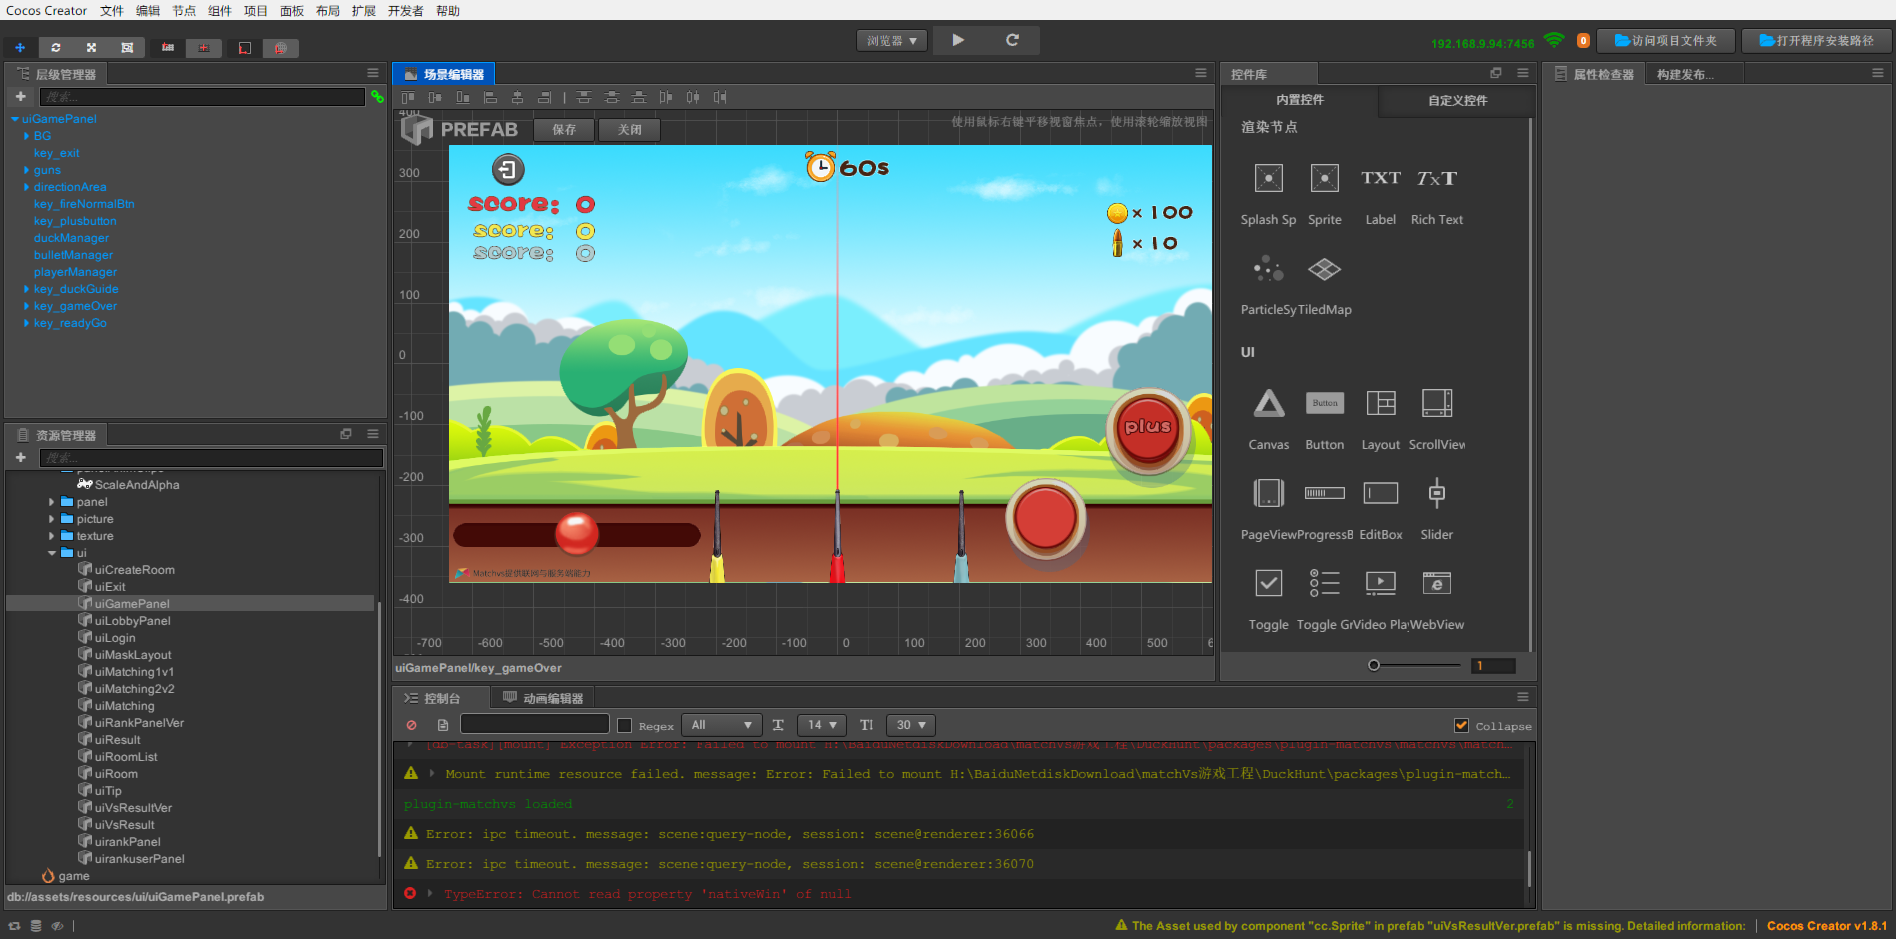 Cocos Creator 文件 编辑 节点 组件 项目 面板 布局 扩展 开发者 帮助
浏览器
192.168.9.94:7456
0
访问项目文件夹
打开程序安装路径
层级管理器
搜索...
uiGamePanel
BG
key_exit
guns
directionArea
key_fireNormalBtn
key_plusbutton
duckManager
bulletManager
playerManager
key_duckGuide
key_gameOver
key_readyGo
资源管理器
搜索...
ScaleAndAlpha
panel
picture
texture
ui
uiCreateRoom
uiExit
uiGamePanel
uiLobbyPanel
uiLogin
uiMaskLayout
uiMatching1v1
uiMatching2v2
uiMatching
uiRankPanelVer
uiResult
uiRoomList
uiRoom
uiTip
uiVsResultVer
uiVsResult
uirankPanel
uirankuserPanel
game
db://assets/resources/ui/uiGamePanel.prefab
场景编辑器
PREFAB 保存 关闭
使用鼠标右键平移视窗焦点，使用滚轮缩放视图
400
300
200
100
0
-100
-200
-300
-400
60s
score: 0
score: 0
score: 0
× 100
× 10
plus
Matchvs提供联网与服务端能力
-700 -600 -500 -400 -300 -200 -100 0 100 200 300 400 500 6
uiGamePanel/key_gameOver
控制台 动画编辑器
Regex All 14 30 Collapse
[db-task][mount] Exception Error: Failed to mount H:\BaiduNetdiskDownload\matchVs游戏工程\DuckHunt\packages\plugin-matchvs\matchvs\match...
Mount runtime resource failed. message: Error: Failed to mount H:\BaiduNetdiskDownload\matchVs游戏工程\DuckHunt\packages\plugin-match...
plugin-matchvs loaded 2
Error: ipc timeout. message: scene:query-node, session: scene@renderer:36066
Error: ipc timeout. message: scene:query-node, session: scene@renderer:36070
TypeError: Cannot read property 'nativeWin' of null
控件库
内置控件 自定义控件
渲染节点
TXT TxT
Splash Sp Sprite Label Rich Text
ParticleSy TiledMap
UI
Button
Canvas Button Layout ScrollView
PageView ProgressB EditBox Slider
Toggle Toggle Gr Video Play WebView
1
属性检查器 构建发布...
The Asset used by component "cc.Sprite" in prefab "uiVsResultVer.prefab" is missing. Detailed information:
Cocos Creator v1.8.1